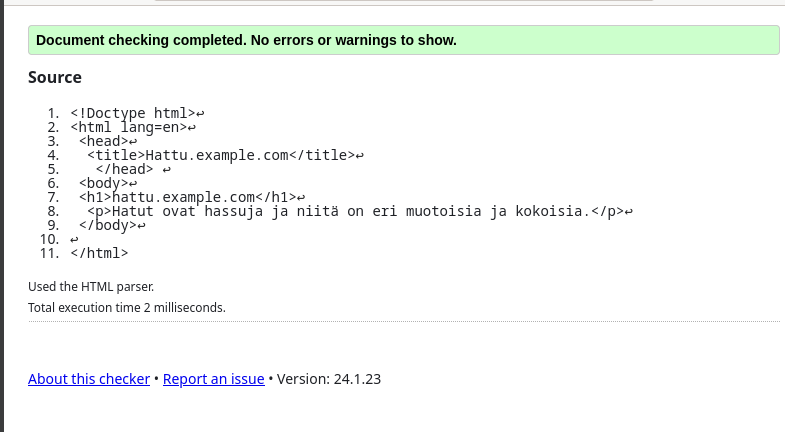 Document checking completed. No errors or warnings to show.
Source
1. <!Doctype html>↩
2. <html lang=en>↩
3.  <head>↩
4.   <title>Hattu.example.com</title>↩
5.    </head> ↩
6.  <body>↩
7.  <h1>hattu.example.com</h1>↩
8.   <p>Hatut ovat hassuja ja niitä on eri muotoisia ja kokoisia.</p>↩
9.  </body>↩
10. ↩
11. </html>
Used the HTML parser.
Total execution time 2 milliseconds.
About this checker • Report an issue • Version: 24.1.23